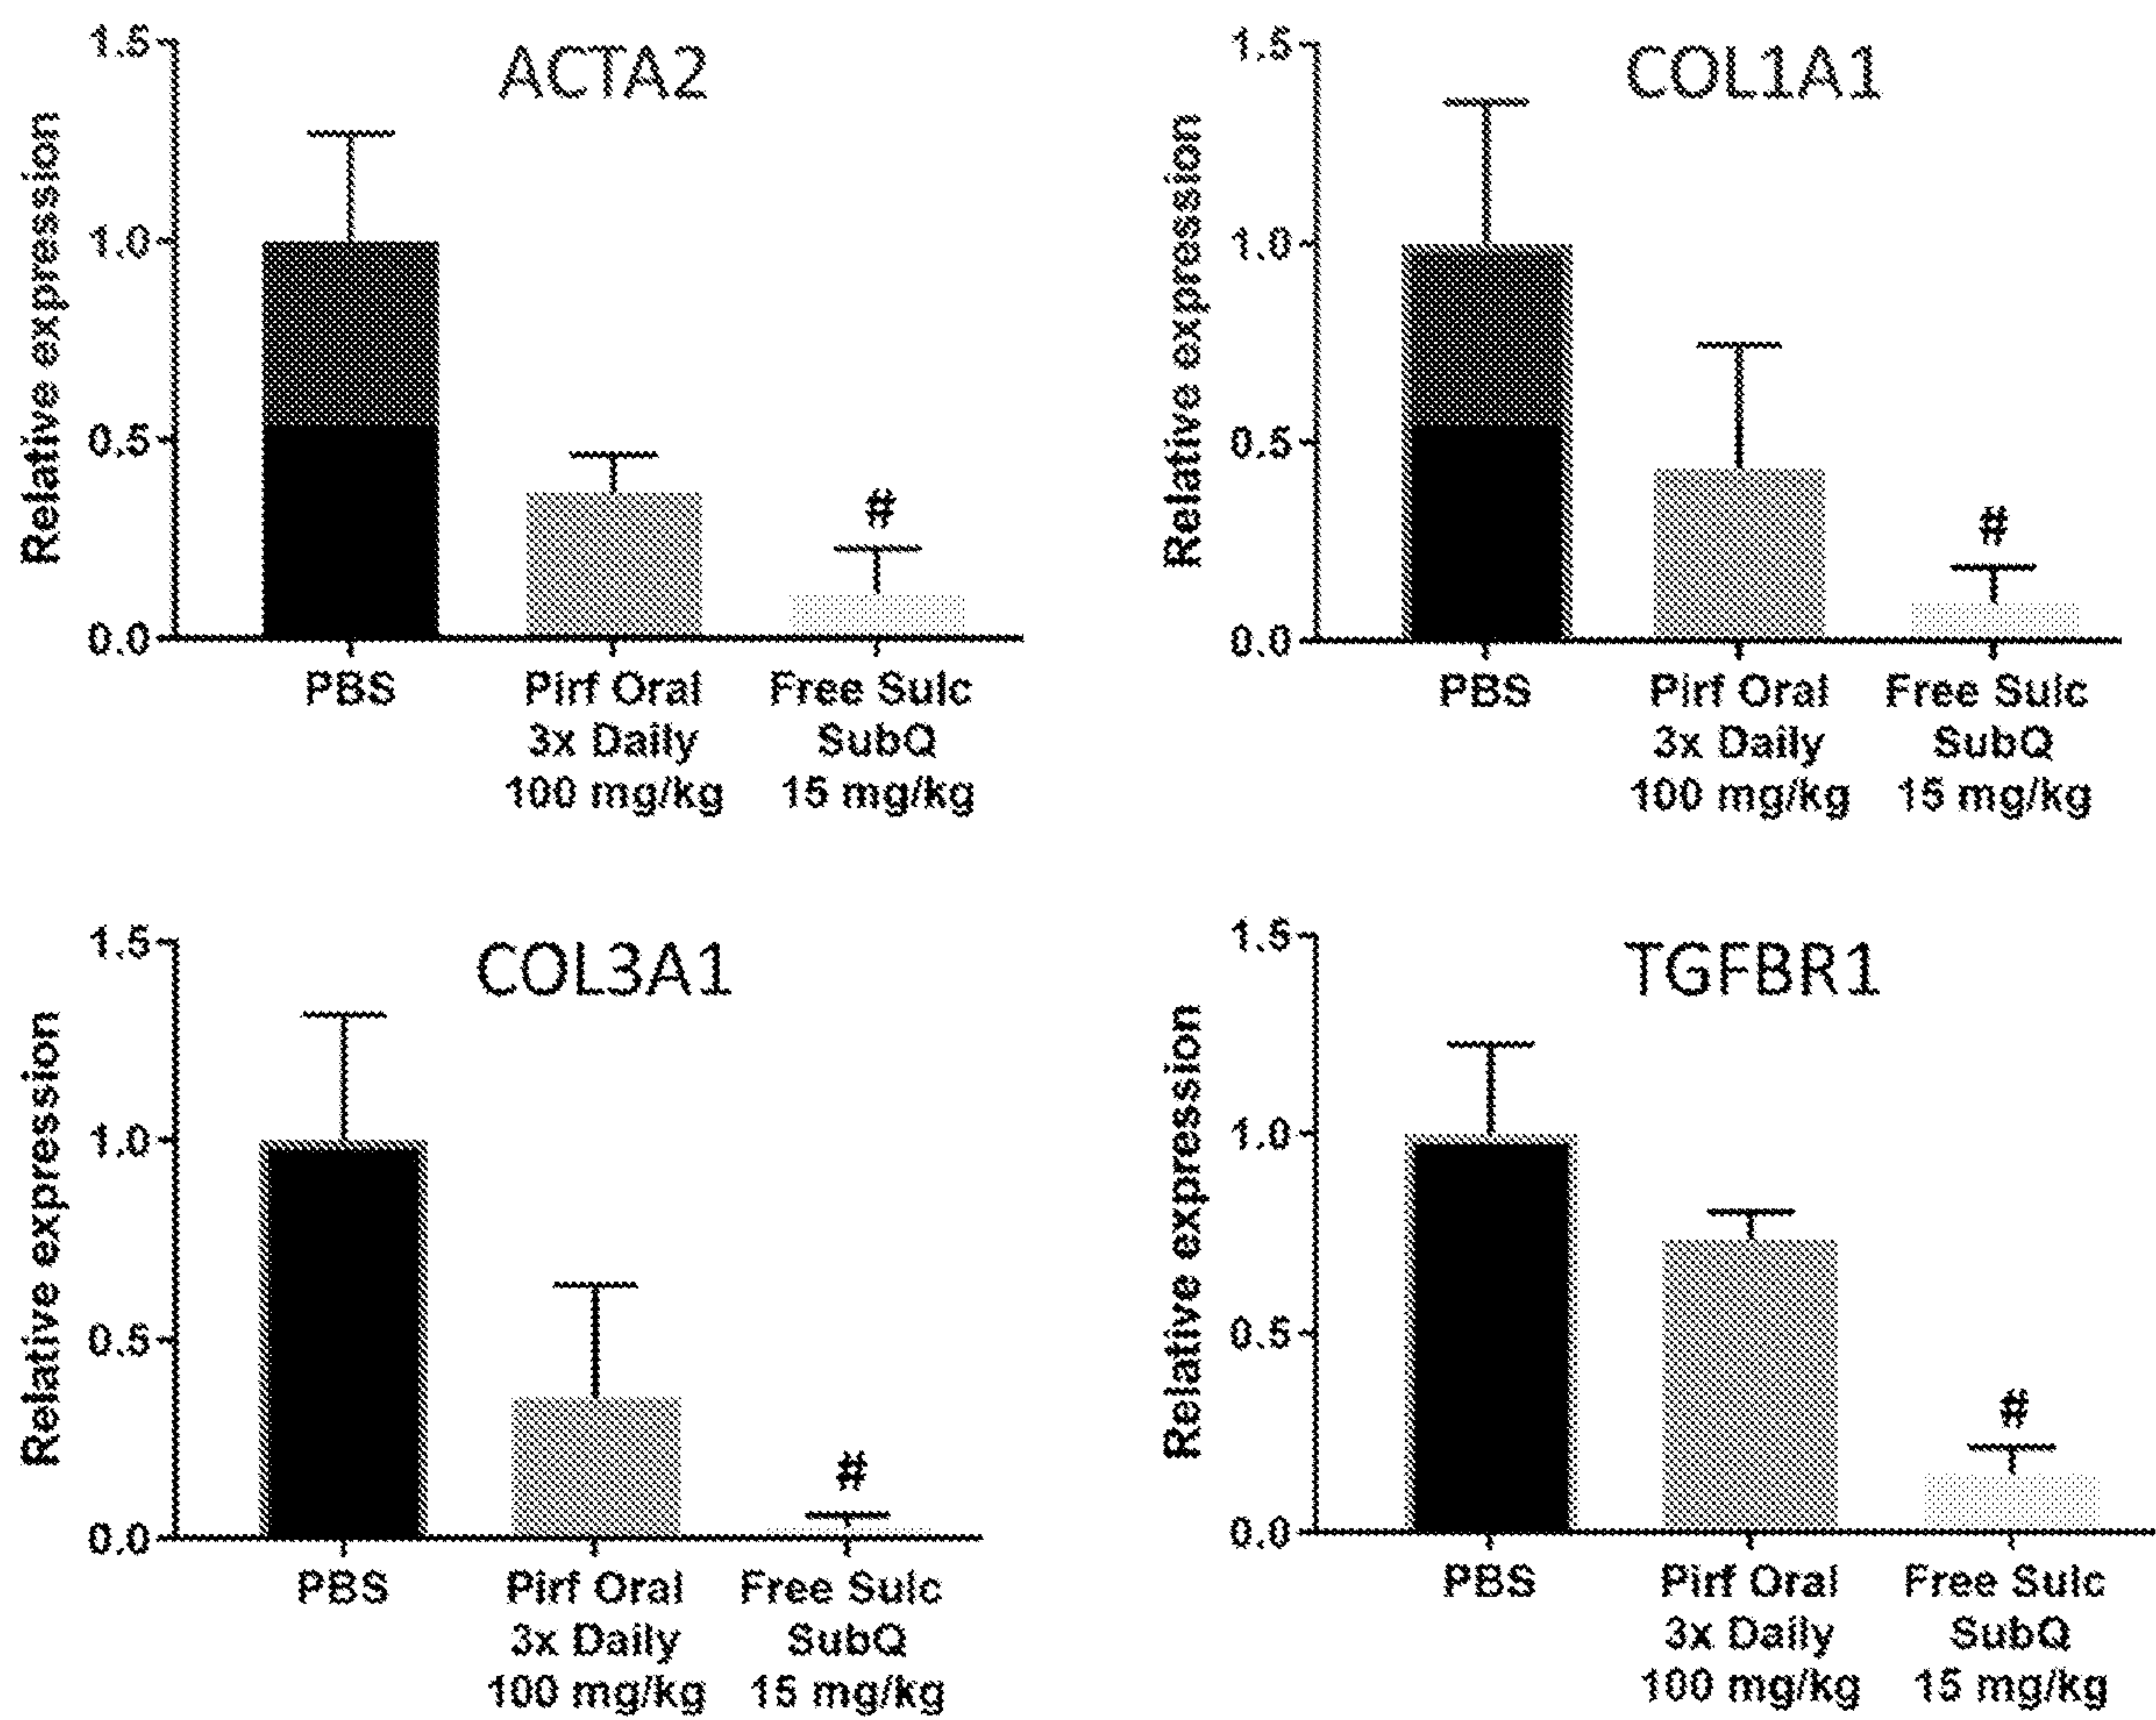 ACTA2
Relative expression
1.5
1.0
0.5
0.0
#
PBS
Pirf Oral
3x Daily
100 mg/kg
Free Sulc
SubQ
15 mg/kg
COL1A1
Relative expression
1.5
1.0
0.5
0.0
#
PBS
Pirf Oral
3x Daily
100 mg/kg
Free Sulc
SubQ
15 mg/kg
COL3A1
Relative expression
1.5
1.0
0.5
0.0
#
PBS
Pirf Oral
3x Daily
100 mg/kg
Free Sulc
SubQ
15 mg/kg
TGFBR1
Relative expression
1.5
1.0
0.5
0.0
#
PBS
Pirf Oral
3x Daily
100 mg/kg
Free Sulc
SubQ
15 mg/kg